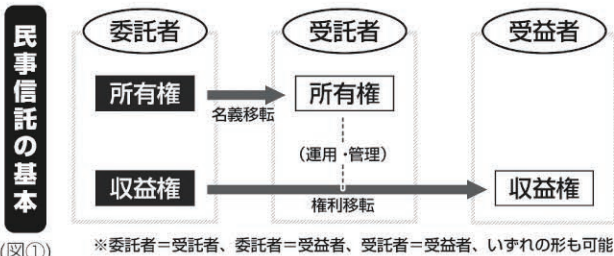 民事信託の基本
(図①)
委託者
受託者
受益者
所有権
名義移転
所有権
(運用・管理)
収益権
権利移転
収益権
※委託者=受託者、委託者=受益者、受託者=受益者、いずれの形も可能